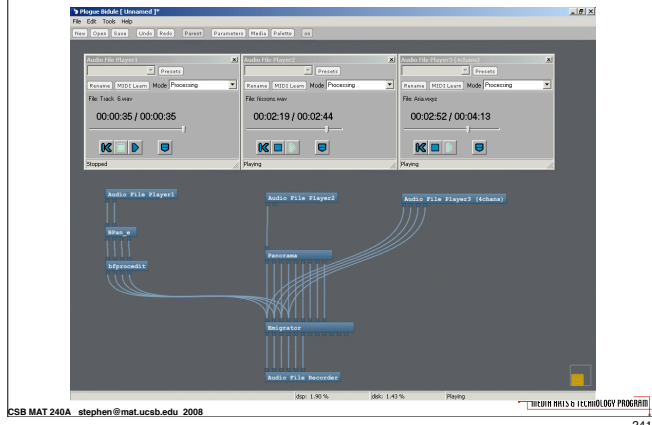 Plogue Bidule [ Unnamed ]*
File Edit Tools Help
New Open Save Undo Redo Parent Parameters Media Palette on
Audio File Player1
Presets
Rename MIDI Learn Mode Processing
File: Track 6.wav
00:00:35 / 00:00:35
Stopped
Audio File Player2
Presets
Rename MIDI Learn Mode Processing
File: frissons.wav
00:02:19 / 00:02:44
Playing
Audio File Player3 (4chans)
Presets
Rename MIDI Learn Mode Processing
File: Aria.wxyz
00:02:52 / 00:04:13
Playing
Audio File Player1
Audio File Player2
Audio File Player3 (4chans)
BPan_e
Panorama
bfprocedit
Emigrator
Audio File Recorder
dsp: 1.90 % disk: 1.43 % Playing
MEDIA ARTS & TECHNOLOGY PROGRAM
CSB MAT 240A stephen@mat.ucsb.edu 2008
241